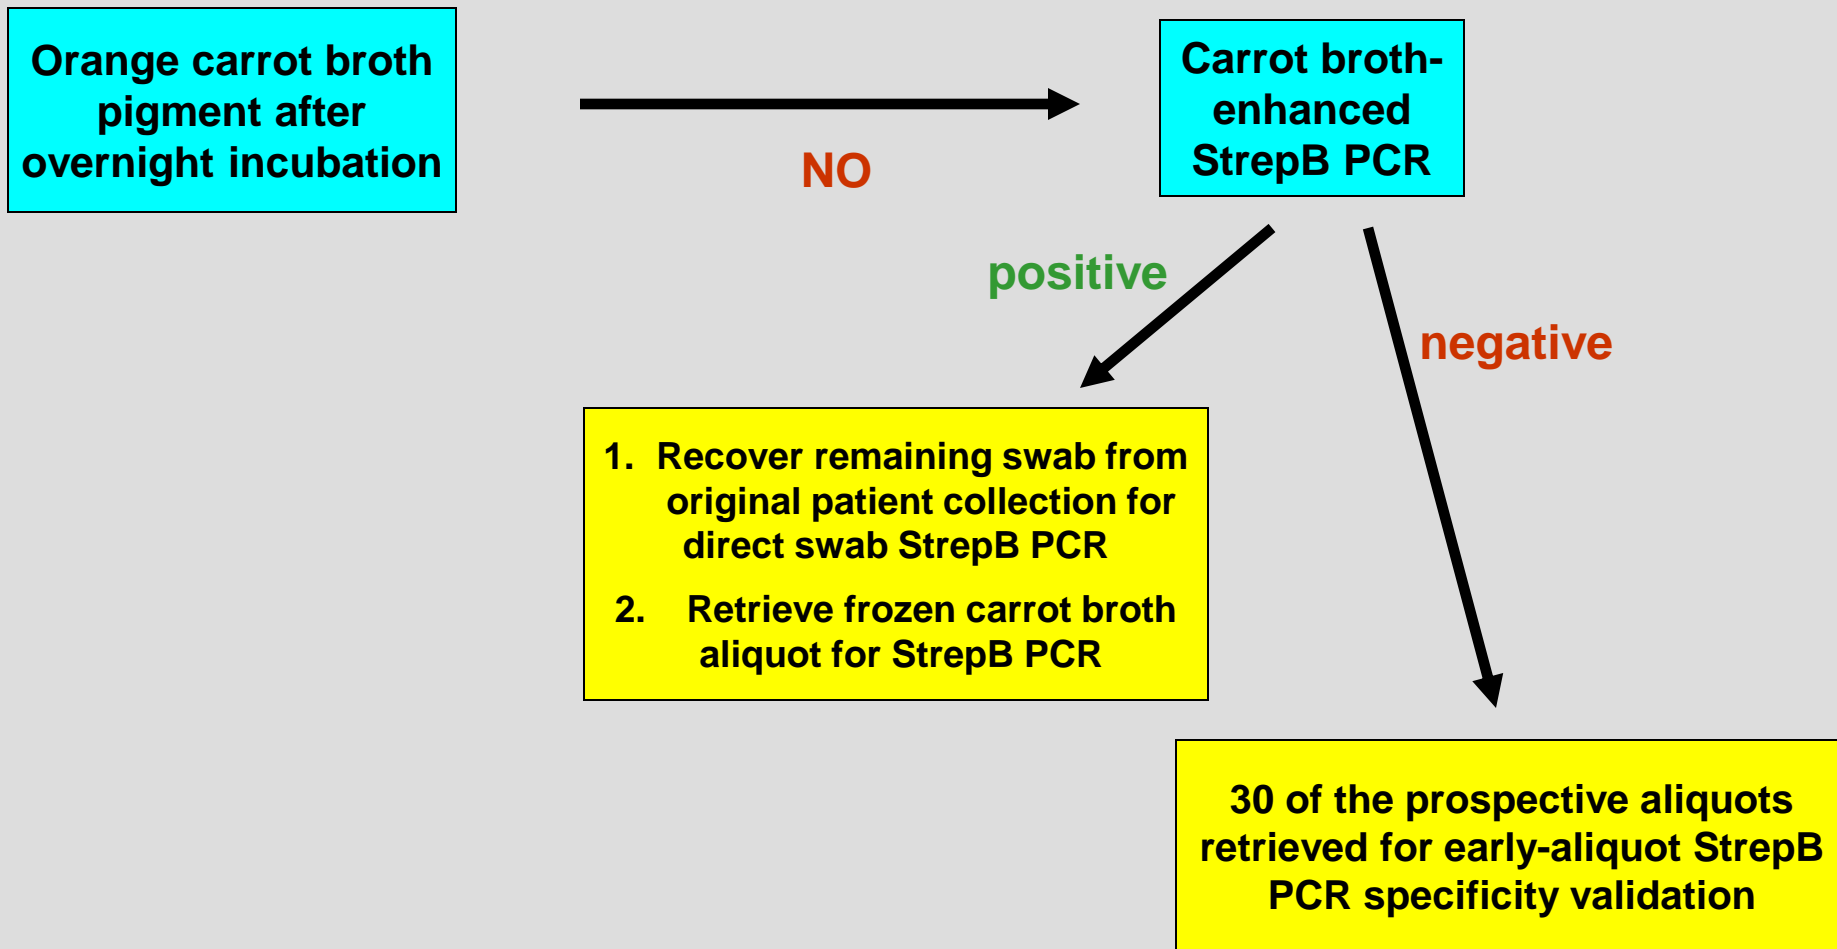 Orange carrot broth
pigment after
overnight incubation
NO
Carrot broth-
enhanced
StrepB PCR
positive
negative
1. Recover remaining swab from
original patient collection for
direct swab StrepB PCR
2. Retrieve frozen carrot broth
aliquot for StrepB PCR
30 of the prospective aliquots
retrieved for early-aliquot StrepB
PCR specificity validation